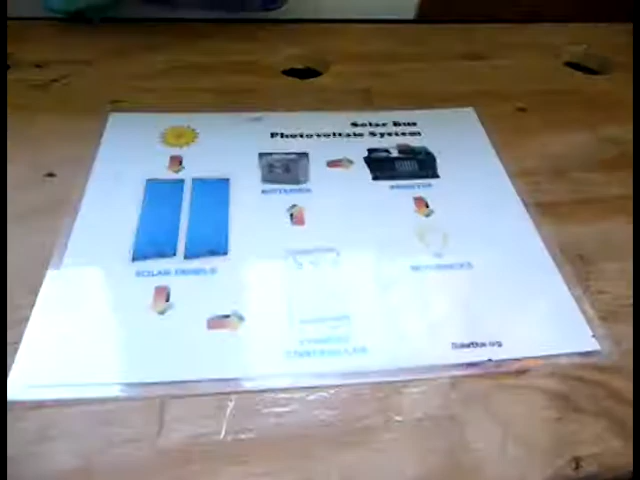 Solar Bus
Photovoltaic System
BATTERIES
INVERTER
SOLAR PANELS
CHARGE
CONTROLLER
SolarBus.org